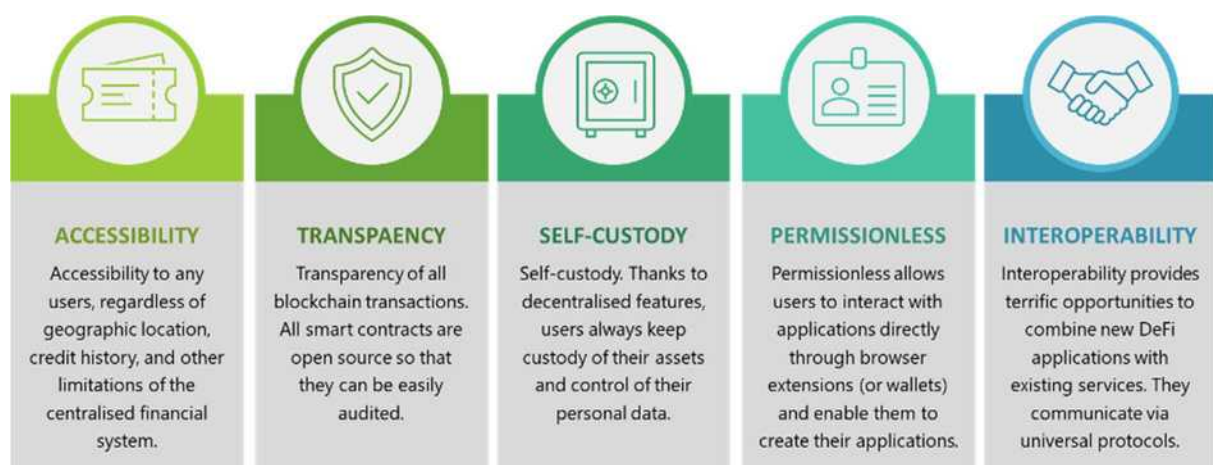 ACCESSIBILITY
Accessibility to any
users, regardless of
geographic location,
credit history, and other
limitations of the
centralised financial
system.
TRANSPAENCY
Transparency of all
blockchain transactions.
All smart contracts are
open source so that
they can be easily
audited.
SELF-CUSTODY
Self-custody. Thanks to
decentralised features,
users always keep
custody of their assets
and control of their
personal data.
PERMISSIONLESS
Permissionless allows
users to interact with
applications directly
through browser
extensions (or wallets)
and enable them to
create their applications.
INTEROPERABILITY
Interoperability provides
terrific opportunities to
combine new DeFi
applications with
existing services. They
communicate via
universal protocols.